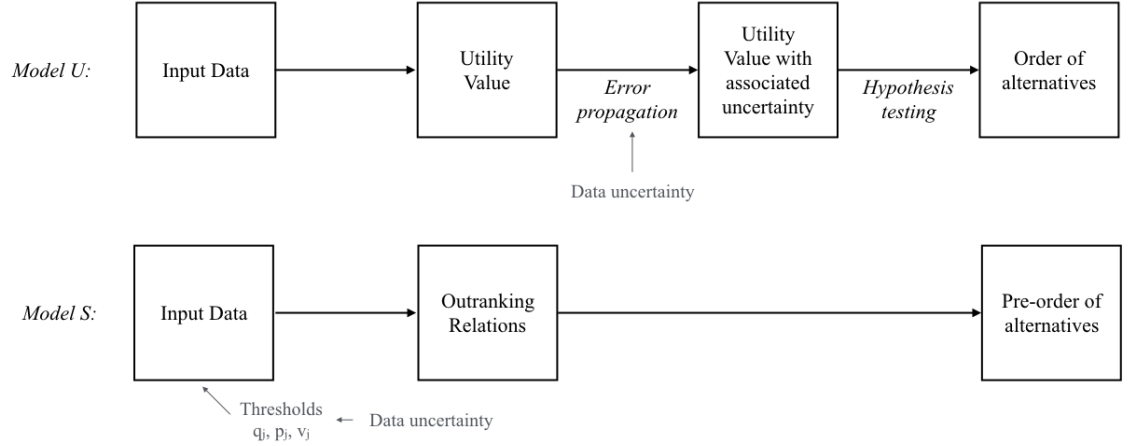 Model U:
Input Data
Utility
Value
Error
propagation
Data uncertainty
Utility
Value with
associated
uncertainty
Hypothesis
testing
Order of
alternatives
Model S:
Input Data
Thresholds
qⱼ, pⱼ, vⱼ
Data uncertainty
Outranking
Relations
Pre-order of
alternatives